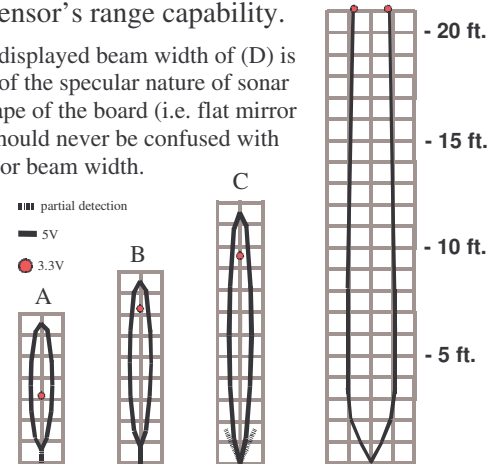 ensor's range capability.
displayed beam width of (D) is
of the specular nature of sonar
ape of the board (i.e. flat mirror
hould never be confused with
or beam width.
partial detection
5V
3.3V
A
B
C
- 20 ft.
- 15 ft.
- 10 ft.
- 5 ft.